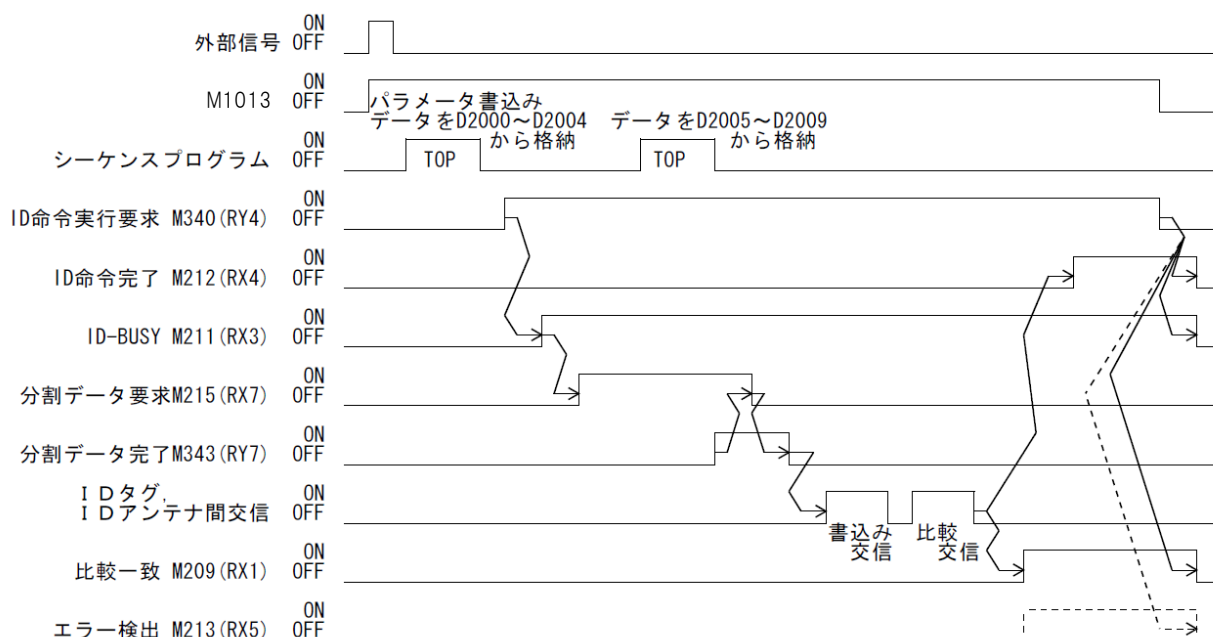 ON
外部信号 OFF
ON
M1013 OFF
パラメータ書込み
データをD2000～D2004
から格納
データをD2005～D2009
から格納
ON
シーケンスプログラム OFF
TOP
TOP
ON
ID命令実行要求 M340(RY4) OFF
ON
ID命令完了 M212(RX4) OFF
ON
ID-BUSY M211(RX3) OFF
ON
分割データ要求M215(RX7) OFF
ON
分割データ完了M343(RY7) OFF
ＩＤタグ, ON
ＩＤアンテナ間交信 OFF
書込み
交信
比較
交信
ON
比較一致 M209(RX1) OFF
ON
エラー検出 M213(RX5) OFF